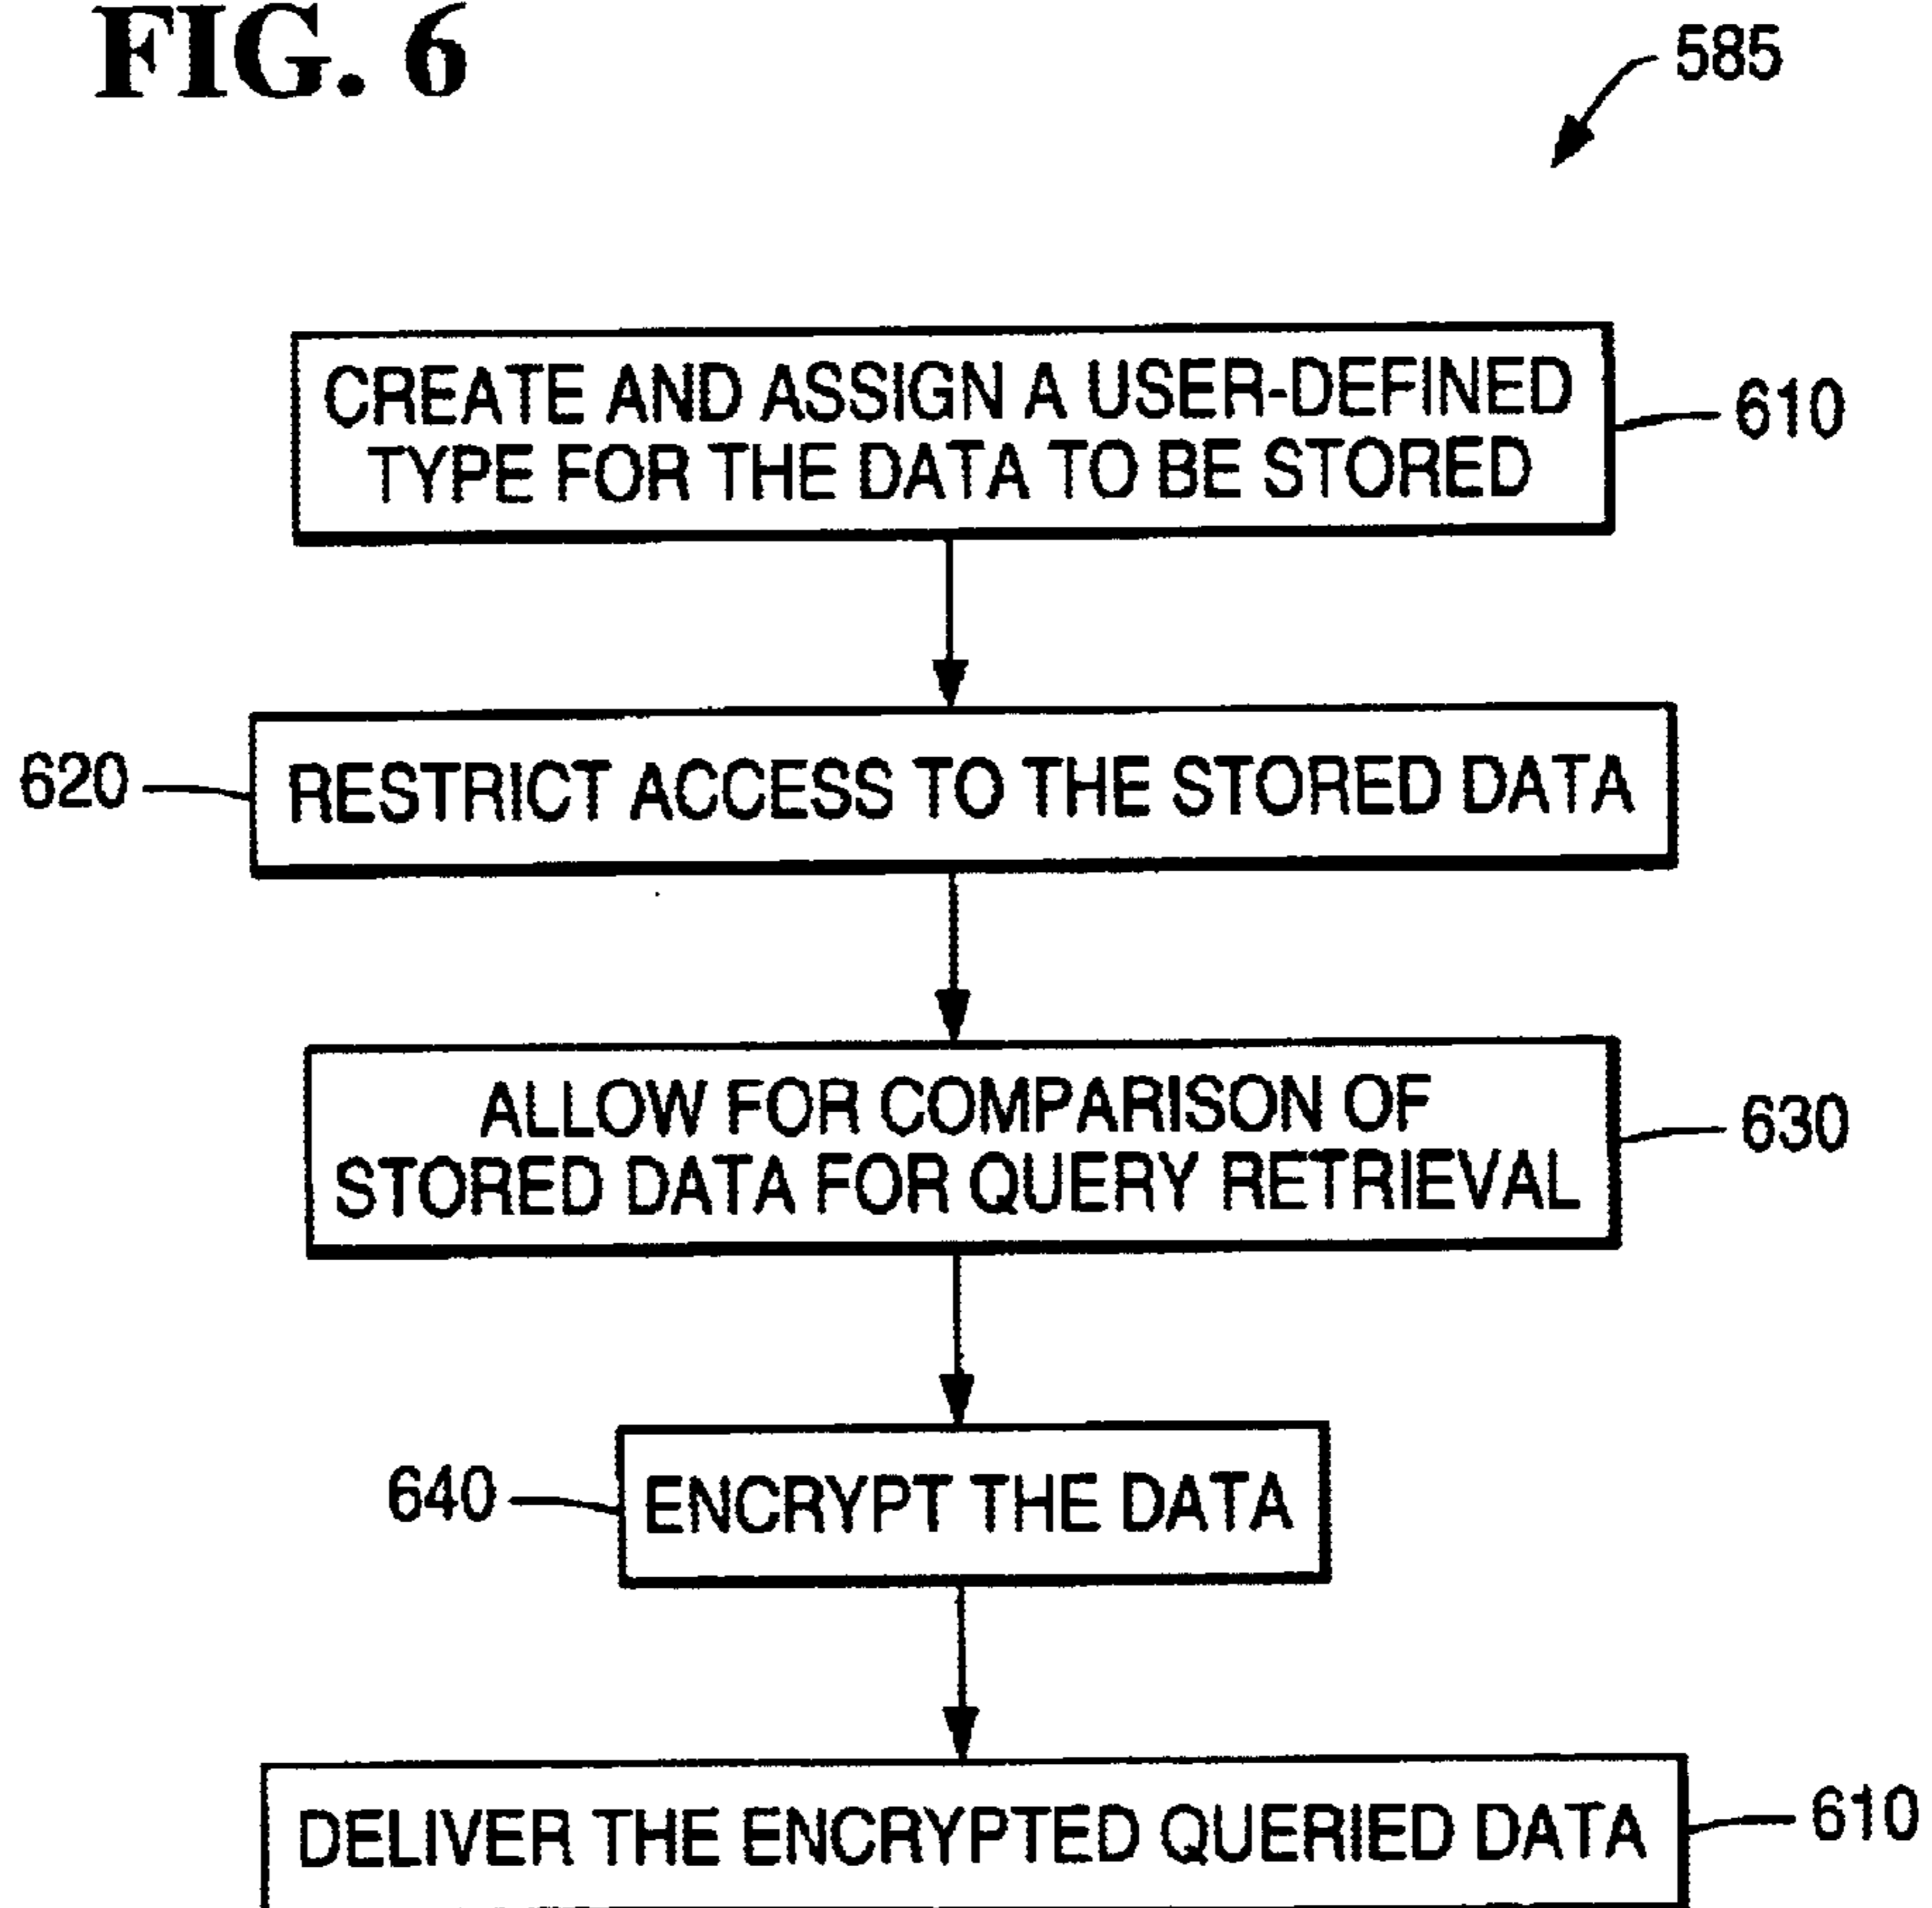 FIG. 6
585
CREATE AND ASSIGN A USER-DEFINED
TYPE FOR THE DATA TO BE STORED
610
620
RESTRICT ACCESS TO THE STORED DATA
ALLOW FOR COMPARISON OF
STORED DATA FOR QUERY RETRIEVAL
630
640
ENCRYPT THE DATA
DELIVER THE ENCRYPTED QUERIED DATA
610